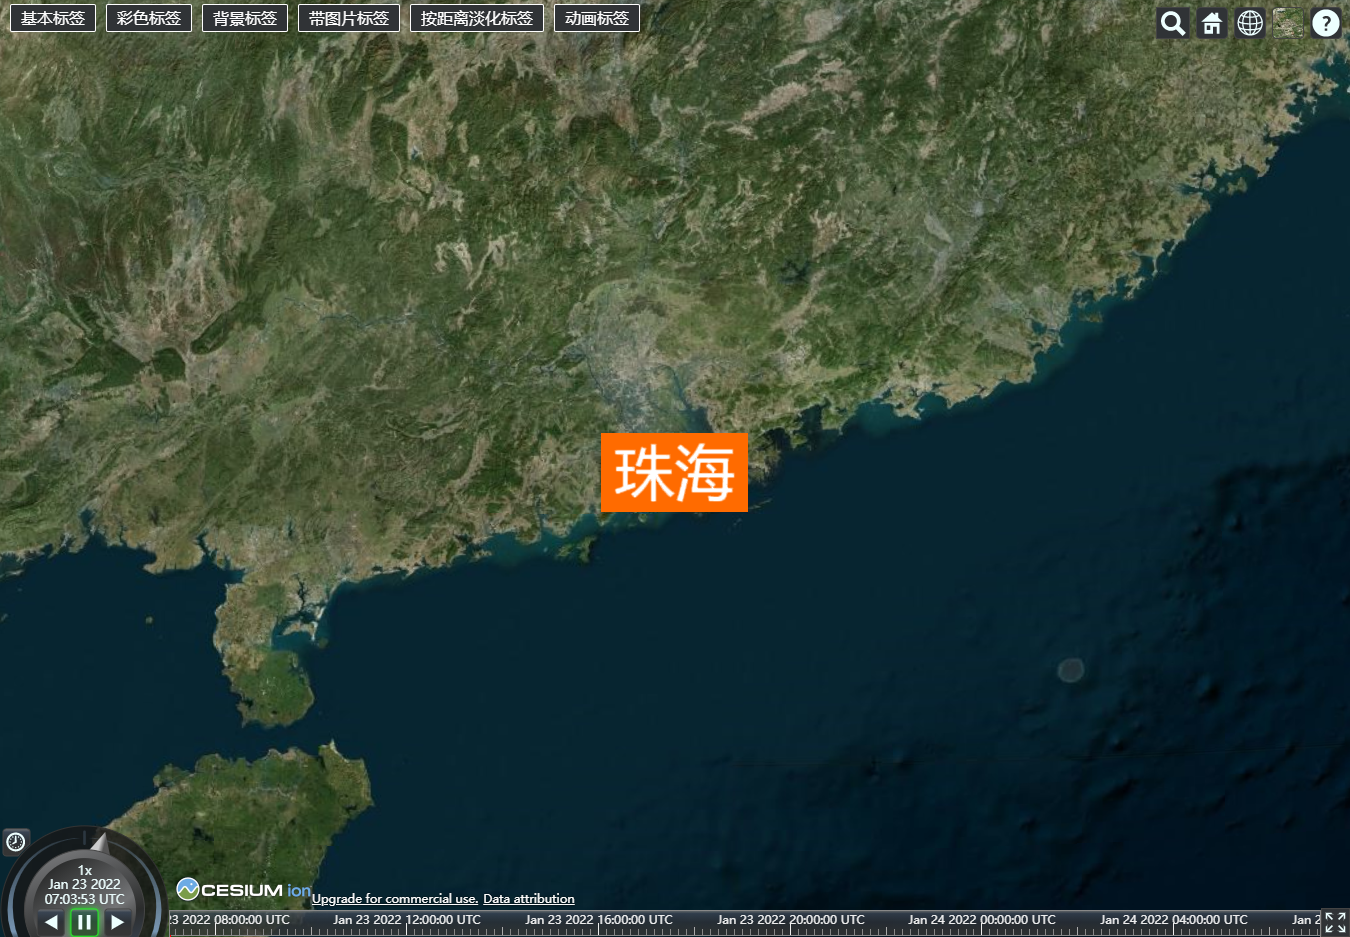 基本标签 彩色标签 背景标签 带图片标签 按距离淡化标签 动画标签
珠海
1x
Jan 23 2022
07:03:53 UTC
CESIUM ion Upgrade for commercial use. Data attribution
23 2022 08:00:00 UTC Jan 23 2022 12:00:00 UTC Jan 23 2022 16:00:00 UTC Jan 23 2022 20:00:00 UTC Jan 24 2022 00:00:00 UTC Jan 24 2022 04:00:00 UTC Jan 2